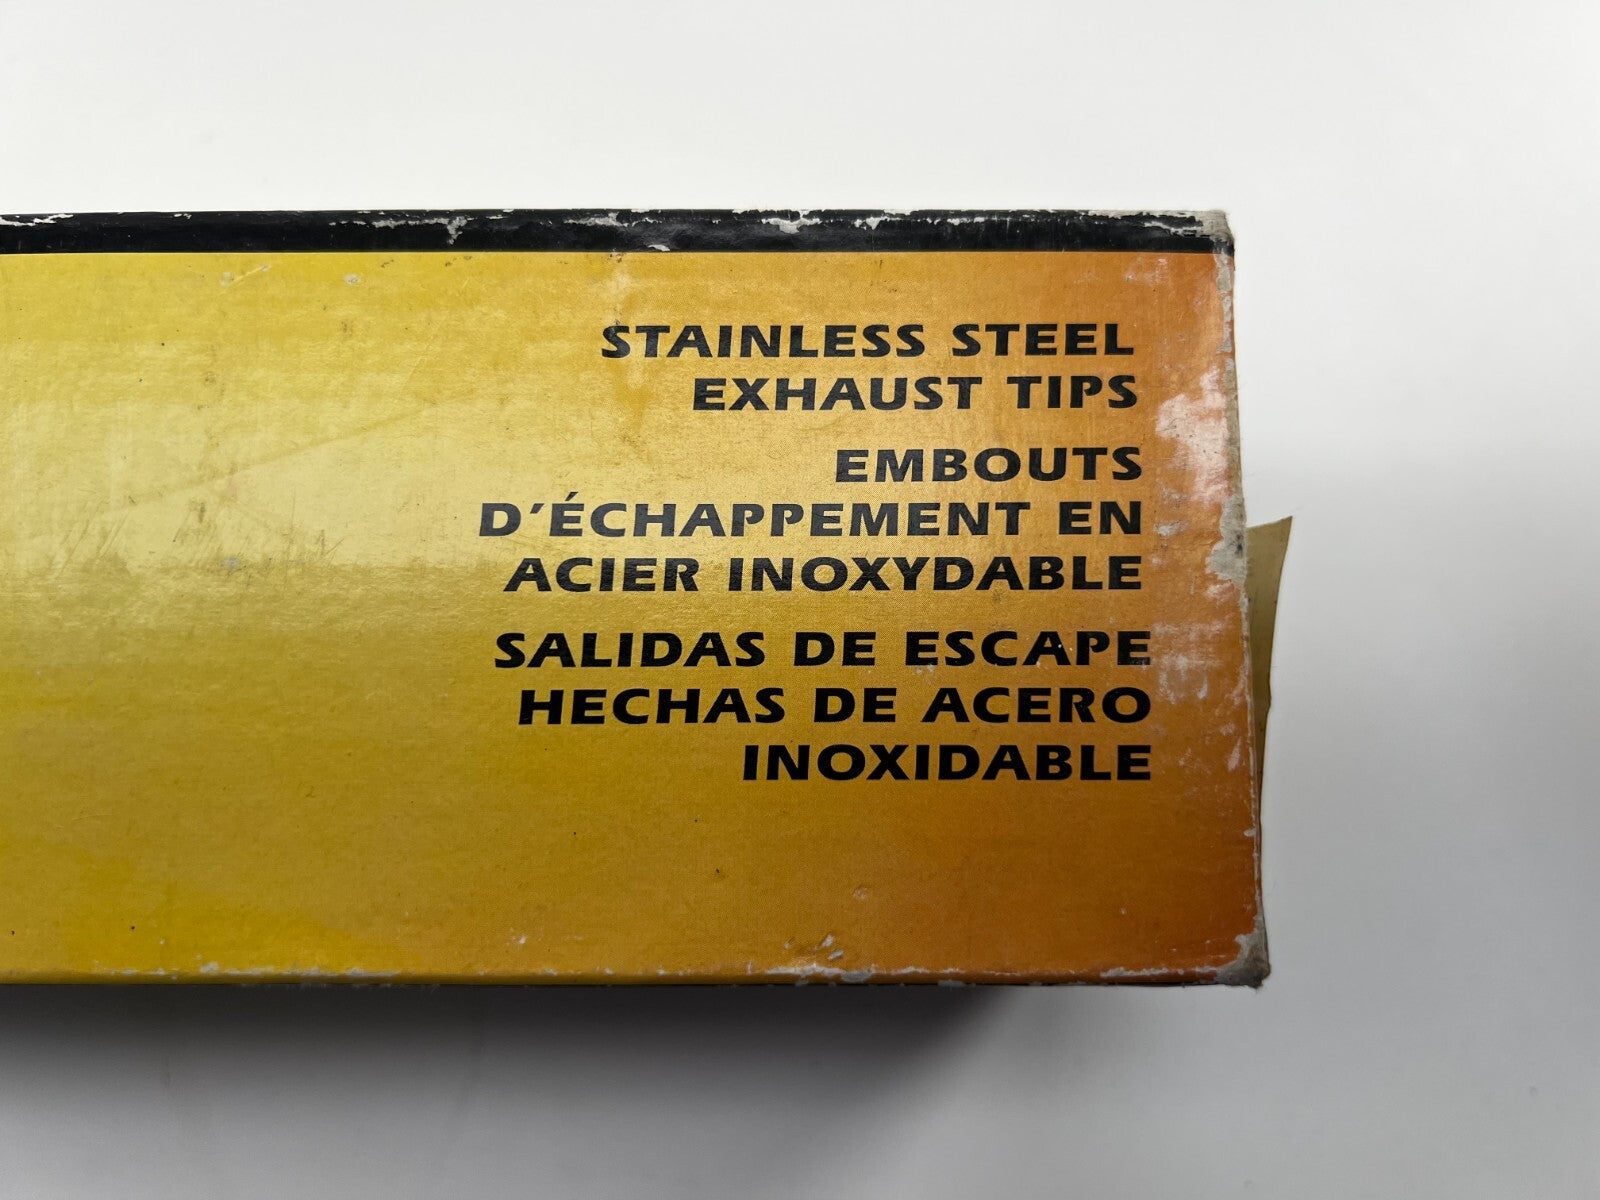 STAINLESS STEEL
EXHAUST TIPS
EMBOUTS
D'ÉCHAPPEMENT EN
ACIER INOXYDABLE
SALIDAS DE ESCAPE
HECHAS DE ACERO
INOXIDABLE